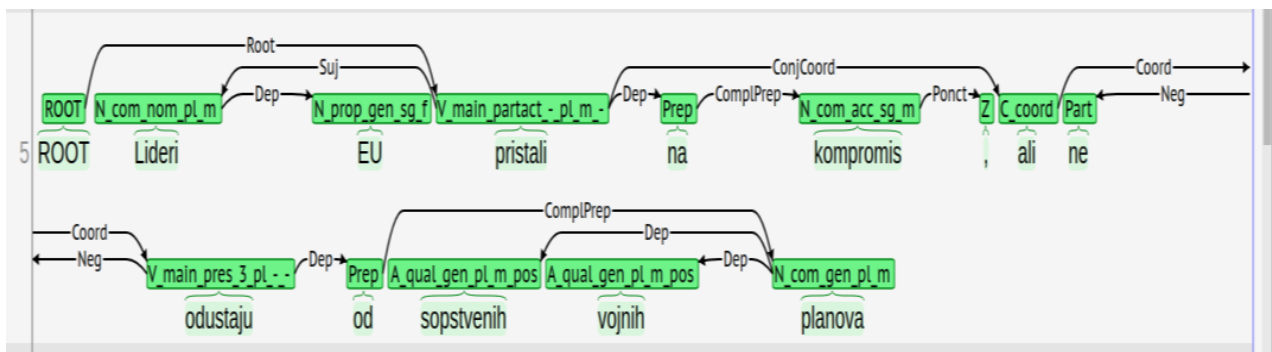 Root
Suj ConjCoord Coord
Dep Dep ComplPrep Ponct Neg
ROOT N_com_nom_pl_m N_prop_gen_sg_f V_main_partact_-_pl_m_- Prep N_com_acc_sg_m Z C_coord Part
5 ROOT Lideri EU pristali na kompromis , ali ne
ComplPrep
Coord Dep
Neg Dep Dep
V_main_pres_3_pl_-_- Prep A_qual_gen_pl_m_pos A_qual_gen_pl_m_pos N_com_gen_pl_m
odustaju od sopstvenih vojnih planova